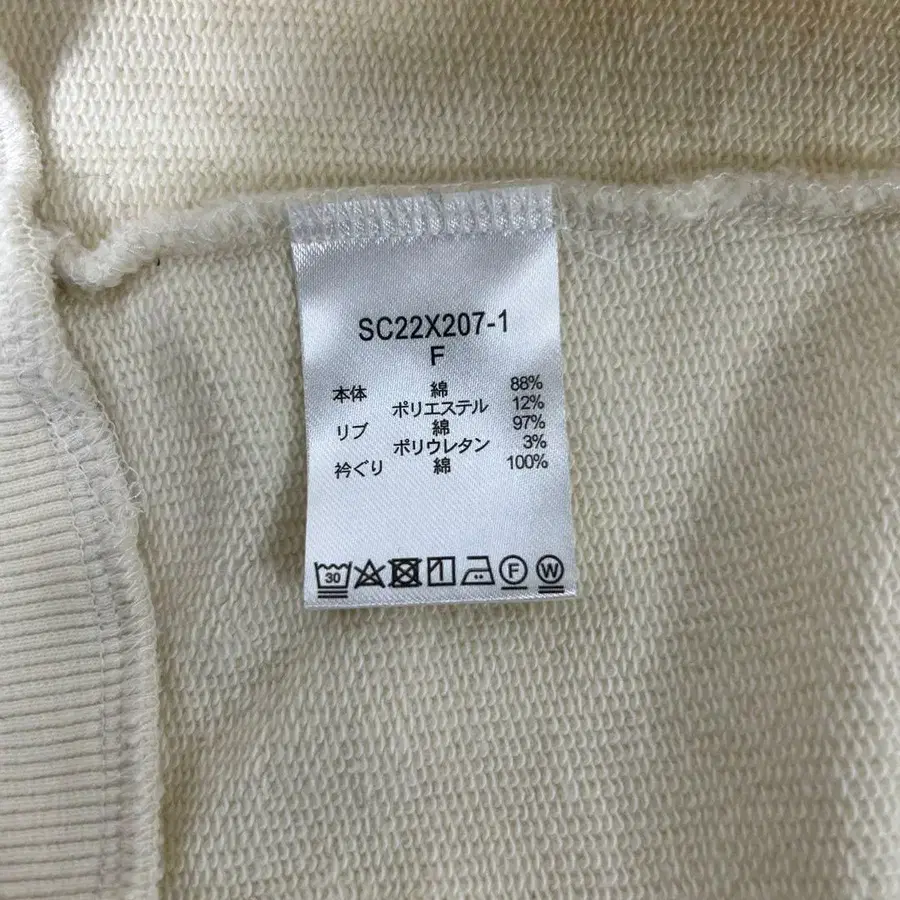 SC22X207-1
F
本体 綿 88%
ポリエステル 12%
リブ 綿 97%
ポリウレタン 3%
衿ぐり 綿 100%
30 F W